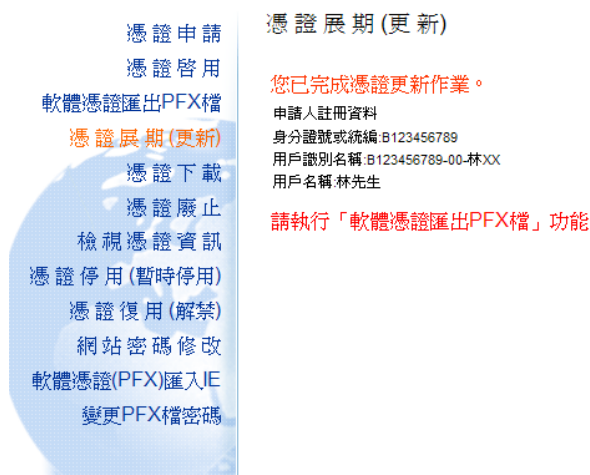 憑證申請
憑證啓用
軟體憑證匯出PFX檔
憑證展期(更新)
憑證下載
憑證廢止
檢視憑證資訊
憑證停用(暫時停用)
憑證復用(解禁)
網站密碼修改
軟體憑證(PFX)匯入IE
變更PFX檔密碼
憑證展期(更新)
您已完成憑證更新作業。
申請人註冊資料
身分證號或統編:B123456789
用戶識別名稱:B123456789-00-林XX
用戶名稱:林先生
請執行「軟體憑證匯出PFX檔」功能